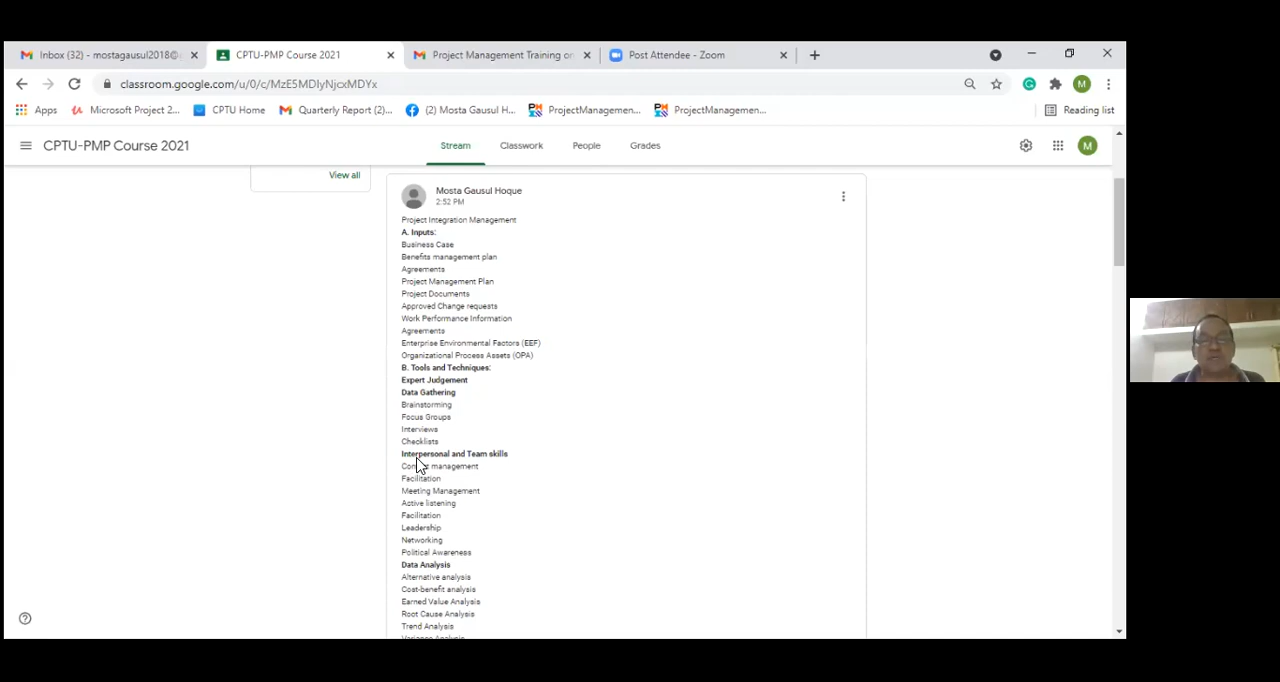 Inbox (32) - mostagausul2018@
CPTU-PMP Course 2021
Project Management Training on
Post Attendee - Zoom
classroom.google.com/u/0/c/MzE5MDIyNjcxMDYx
Apps
Microsoft Project 2...
CPTU Home
Quarterly Report (2)...
(2) Mosta Gausul H...
ProjectManagemen...
ProjectManagemen...
Reading list
CPTU-PMP Course 2021
Stream
Classwork
People
Grades
M
View all
Mosta Gausul Hoque
2:52 PM
Project Integration Management
A. Inputs:
Business Case
Benefits management plan
Agreements
Project Management Plan
Project Documents
Approved Change requests
Work Performance Information
Agreements
Enterprise Environmental Factors (EEF)
Organizational Process Assets (OPA)
B. Tools and Techniques:
Expert Judgement
Data Gathering
Brainstorming
Focus Groups
Interviews
Checklists
Interpersonal and Team skills
management
Facilitation
Meeting Management
Active listening
Facilitation
Leadership
Networking
Political Awareness
Data Analysis
Alternative analysis
Cost-benefit analysis
Earned Value Analysis
Root Cause Analysis
Trend Analysis
Variance Analysis